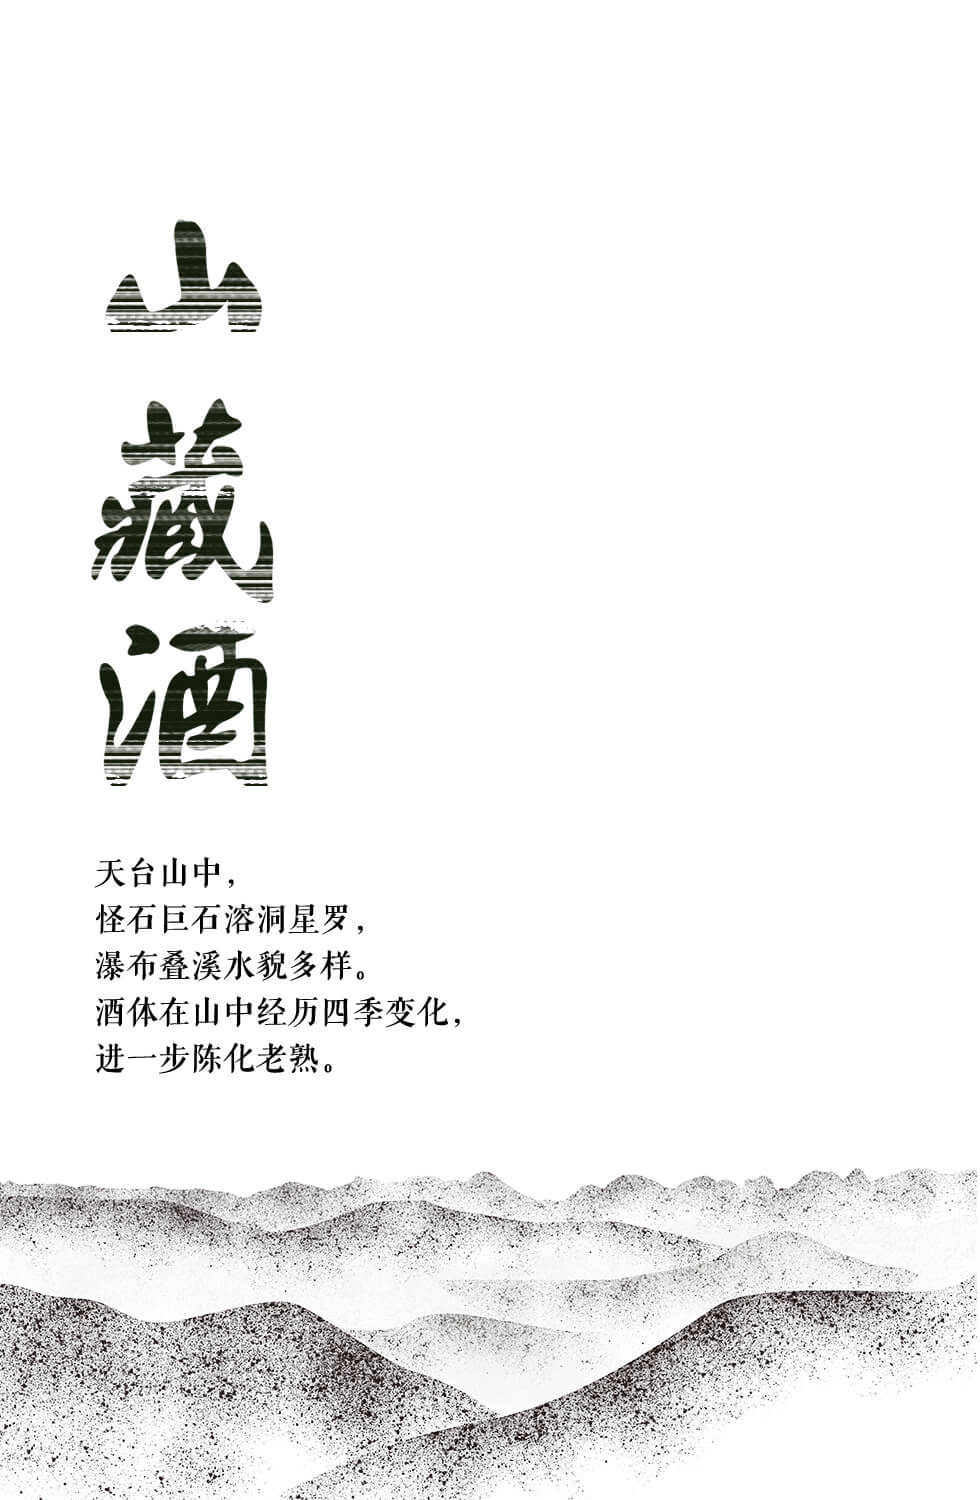 山藏酒
天台山中，
怪石巨石溶洞星罗，
瀑布叠溪水貌多样。
酒体在山中经历四季变化，
进一步陈化老熟。